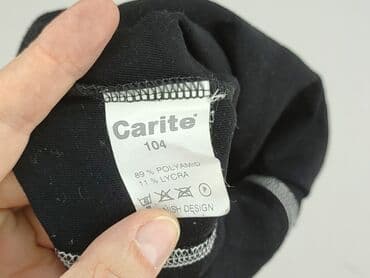 Carite
104
89 % POLYAMID
11 % LYCRA
DESIGN